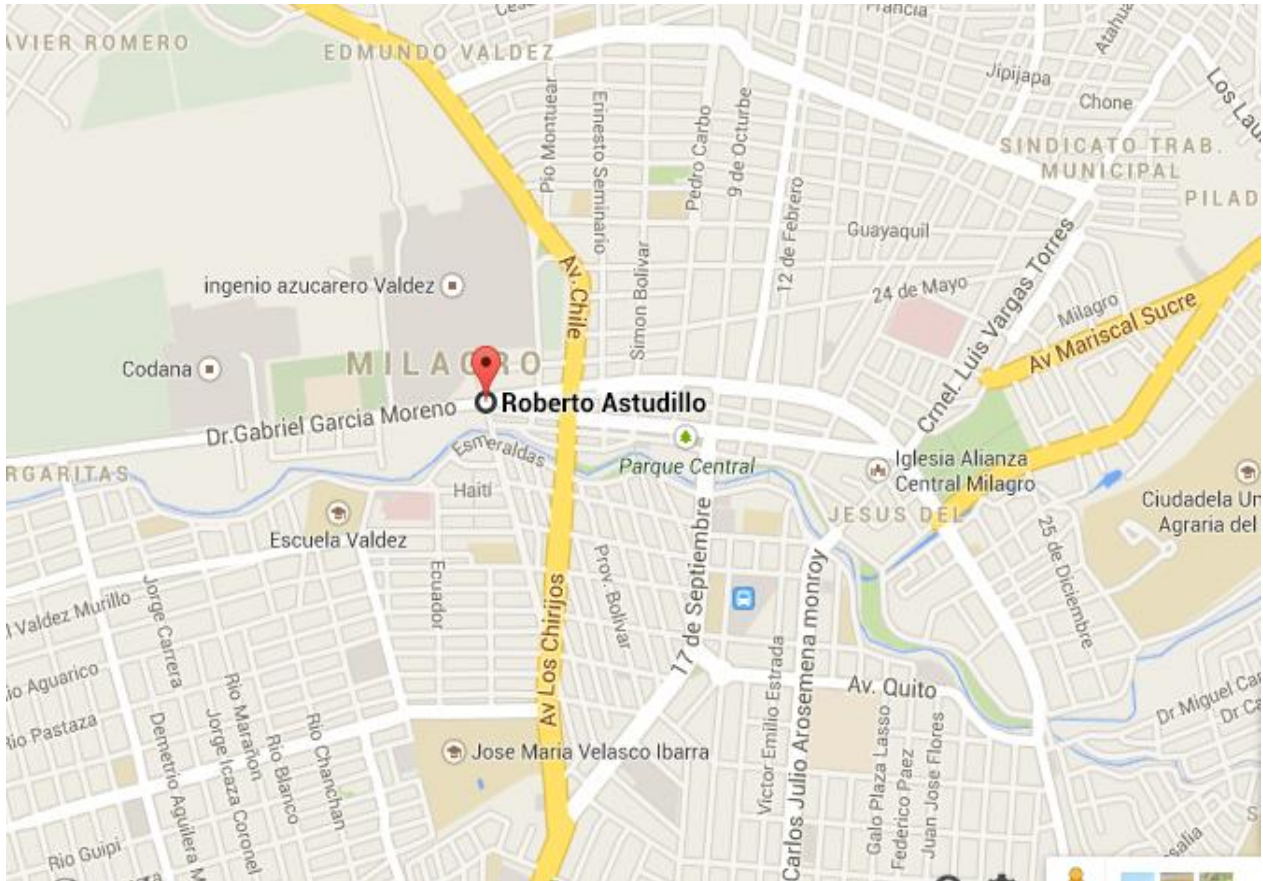 Francia
AVIER ROMERO
EDMUNDO VALDEZ
Jipijapa
Chone
Los Lau
Atahua
Pio Montuear
Erinesto Seminario
Pedro Carbo
9 de Octurbe
SINDICATO TRAB.
MUNICIPAL
PILAD
12 de Febrero
Guayaquil
Simon Bolivar
ingenio azucarero Valdez
Av. Chile
24 de Mayo
Crnel. Luis Vargas Torres
Milagro
Av Mariscal Sucre
Codana
MILAGRO
Roberto Astudillo
Dr.Gabriel Garcia Moreno
Esmeraldas
Parque Central
Iglesia Alianza
Central Milagro
RGARITAS
Haití
JESUS DEL
Ciudadela Un
Agraria del
Escuela Valdez
25 de Diciembre
Ecuador
Prov. Bolivar
17 de Septiembre
l Valdez Murillo
Jorge Carrera
Av Los Chirijos
Victor Emilio Estrada
Carlos Julio Arosemena monroy
Av. Quito
io Aguarico
Rio Pastaza
Rio Marañon
Demetrio Aguilera M
Jorge Icaza Coronel
Rio Blanco
Rio Chanchan
Jose Maria Velasco Ibarra
Galo Plaza Lasso
Federico Paez
Juan Jose Flores
Dr Miguel Ca
Dr Ca
Rio Guipi
salia